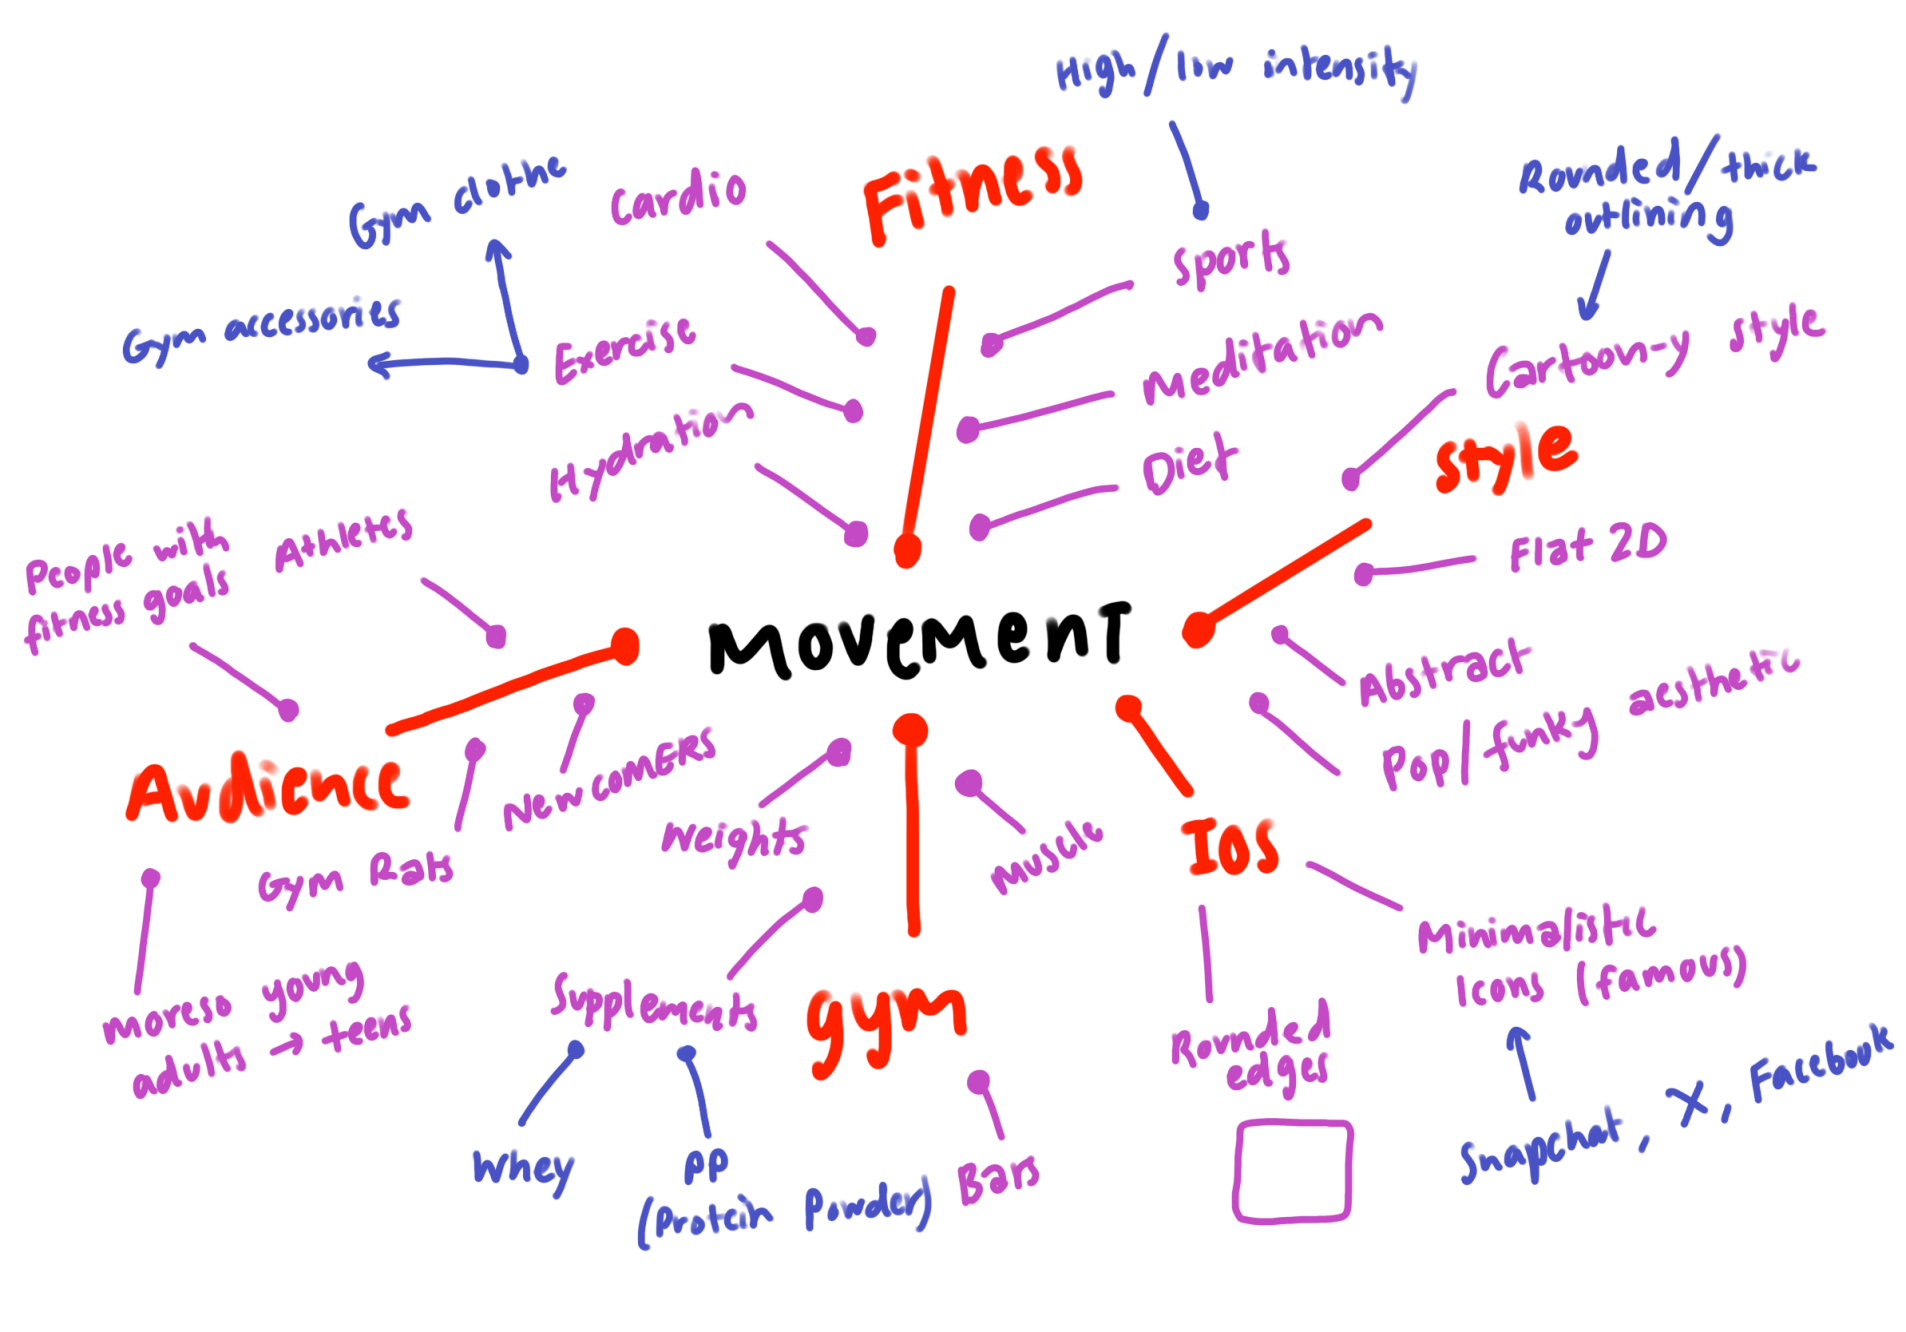 High/low intensity
Fitness
Cardio
Gym clothe
Rounded/thick
outlining
Sports
Gym accessories
Exercise
Meditation
Cartoon-y style
Hydration
Diet
Style
People with
fitness goals
Athletes
Flat 2D
MOVEMENT
Abstract
Pop/funky aesthetic
Audience
NewcomERS
Weights
Muscle
IOS
Gym Rats
Minimalistic
Icons (famous)
Supplements
gym
moreso young
adults → teens
Rounded
edges
Snapchat, X, Facebook
Whey
PP
(Protein Powder)
Bars